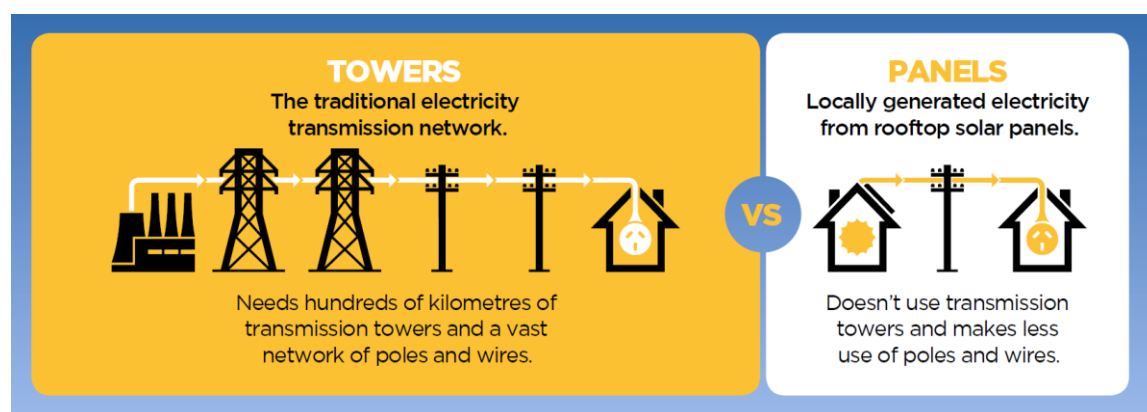 TOWERS
The traditional electricity
transmission network.
Needs hundreds of kilometres of
transmission towers and a vast
network of poles and wires.
VS
PANELS
Locally generated electricity
from rooftop solar panels.
Doesn't use transmission
towers and makes less
use of poles and wires.